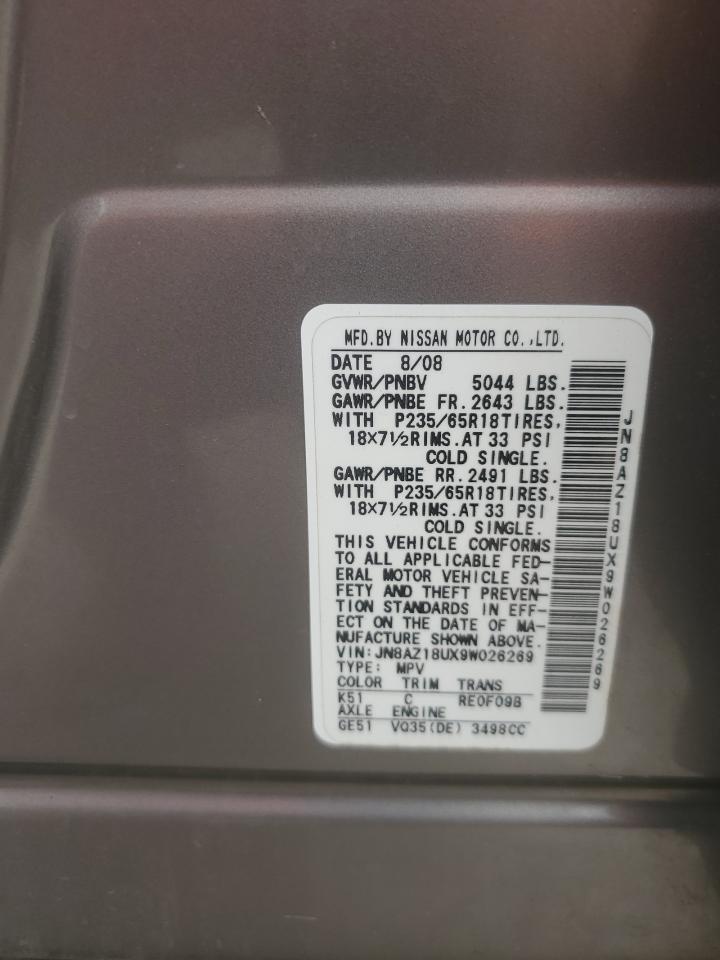 MFD.BY NISSAN MOTOR CO.,LTD.
DATE 8/08
GVWR/PNBV 5044 LBS.
GAWR/PNBE FR.2643 LBS.
WITH P235/65R18TIRES,
18X7½RIMS.AT 33 PSI
COLD SINGLE.
GAWR/PNBE RR.2491 LBS.
WITH P235/65R18TIRES,
18X7½RIMS.AT 33 PSI
COLD SINGLE.
THIS VEHICLE CONFORMS
TO ALL APPLICABLE FED-
ERAL MOTOR VEHICLE SA-
FETY AND THEFT PREVEN-
TION STANDARDS IN EFF-
ECT ON THE DATE OF MA-
NUFACTURE SHOWN ABOVE.
VIN:JN8AZ18UX9W026269
TYPE: MPV
COLOR TRIM TRANS
K51 C RE0F09B
AXLE ENGINE
GE51 VQ35(DE) 3498CC
JN8AZ18UX9W026269